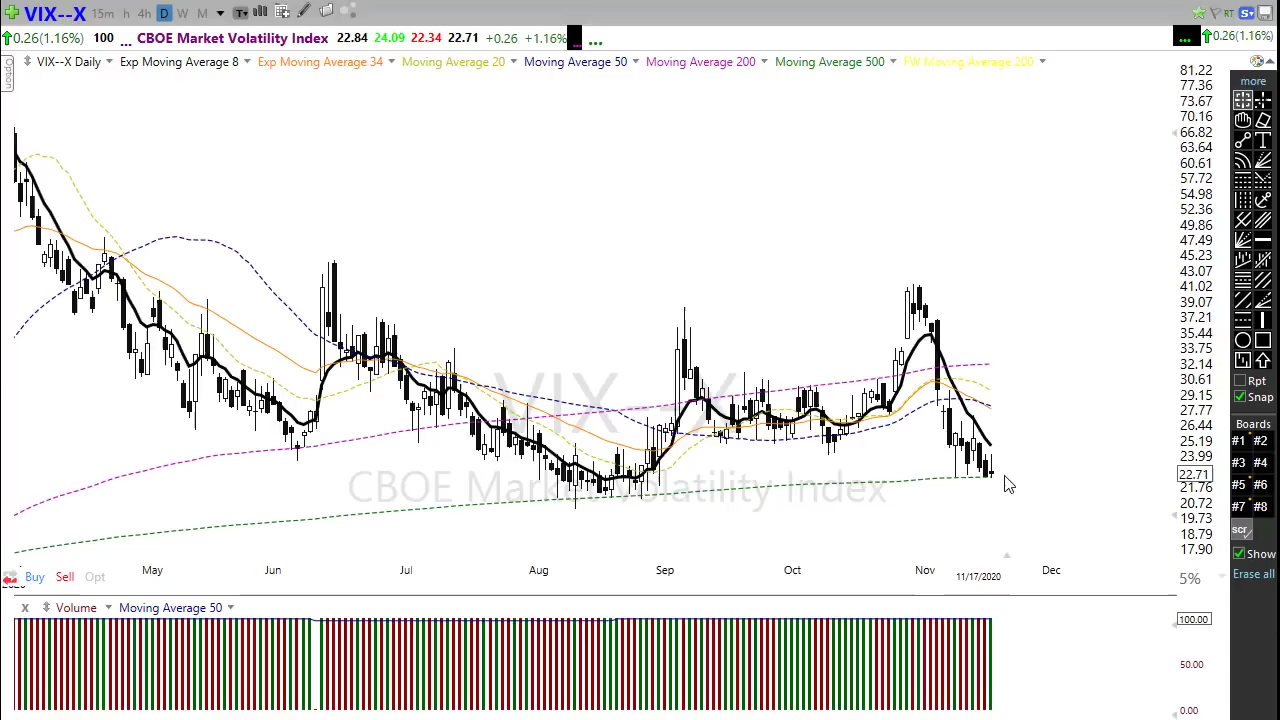 VIX--X 15m h 4h D W M T RT S
0.26(1.16%) 100 ... CBOE Market Volatility Index 22.84 24.09 22.34 22.71 +0.26 +1.16% ... ... 0.26(1.16%)
Option
VIX--X Daily Exp Moving Average 8 Exp Moving Average 34 Moving Average 20 Moving Average 50 Moving Average 200 Moving Average 500 FW Moving Average 200
81.22
77.36
73.67
70.16
66.82
63.64
60.61
57.72
54.98
52.36
49.86
47.49
45.23
43.07
41.02
39.07
37.21
35.44
33.75
32.14
30.61
29.15
27.77
26.44
25.19
23.99
22.71
21.76
20.72
19.73
18.79
17.90
VIX--X
CBOE Market Volatility Index
May Jun Jul Aug Sep Oct Nov Dec
11/17/2020
Buy Sell Opt
5%
x Volume Moving Average 50
100.00
50.00
0.00
more
T
Rpt
Snap
Boards
#1 #2
#3 #4
#5 #6
#7 #8
scr
Show
Erase all